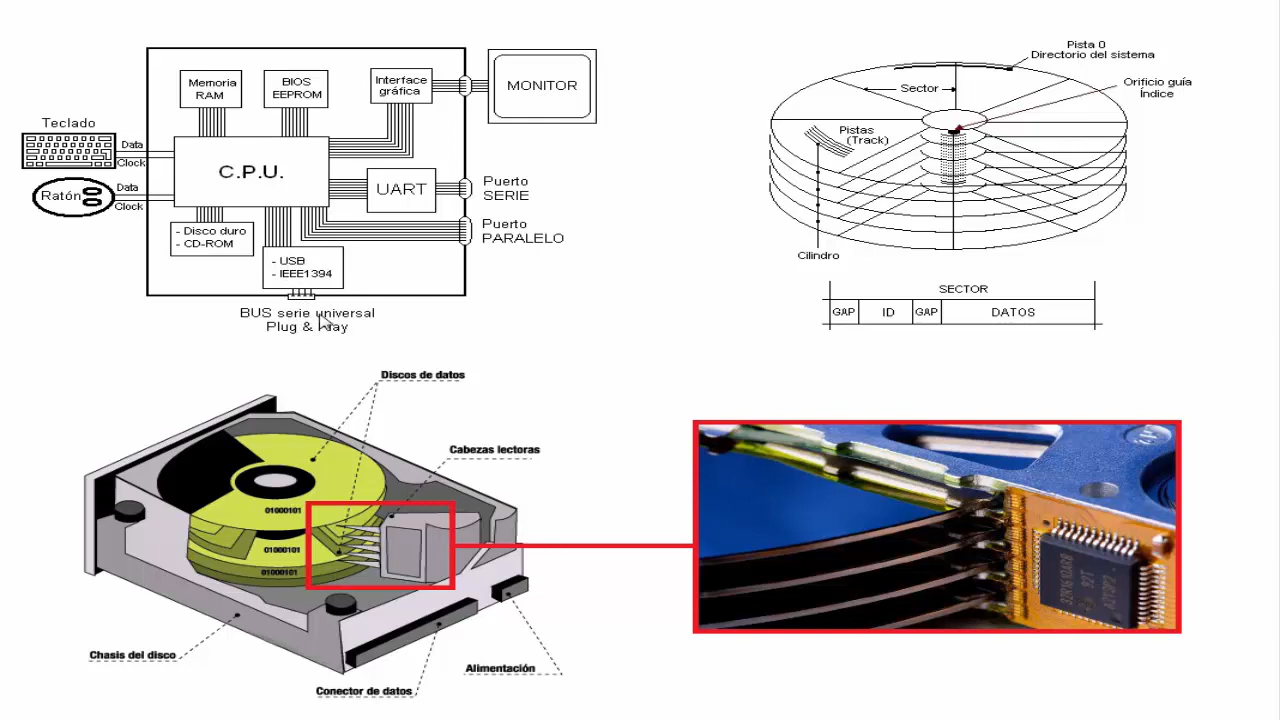 Memoria
RAM
BIOS
EEPROM
Interface
gráfica
MONITOR
Teclado
Data
Clock
C.P.U.
Ratón
Data
Clock
UART
Puerto
SERIE
Puerto
PARALELO
- Disco duro
- CD-ROM
- USB
- IEEE1394
BUS serie universal
Plug & Play
Pista 0
Directorio del sistema
Sector
Orificio guía
Índice
Pistas
(Track)
Cilindro
SECTOR
GAP ID GAP DATOS
Discos de datos
Cabezas lectoras
01000101
01000101
01000101
Chasis del disco
Alimentación
Conector de datos